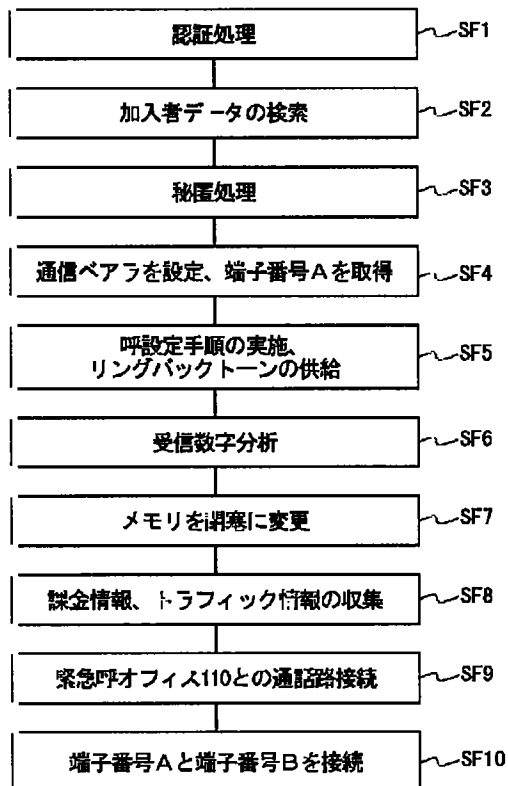 認証処理 SF1
加入者データの検索 SF2
秘匿処理 SF3
通信ベアラを設定、端子番号Aを取得 SF4
呼設定手順の実施、
リングバックトーンの供給 SF5
受信数字分析 SF6
メモリを閉塞に変更 SF7
課金情報、トラフィック情報の収集 SF8
緊急呼オフィス110との通話路接続 SF9
端子番号Aと端子番号Bを接続 SF10